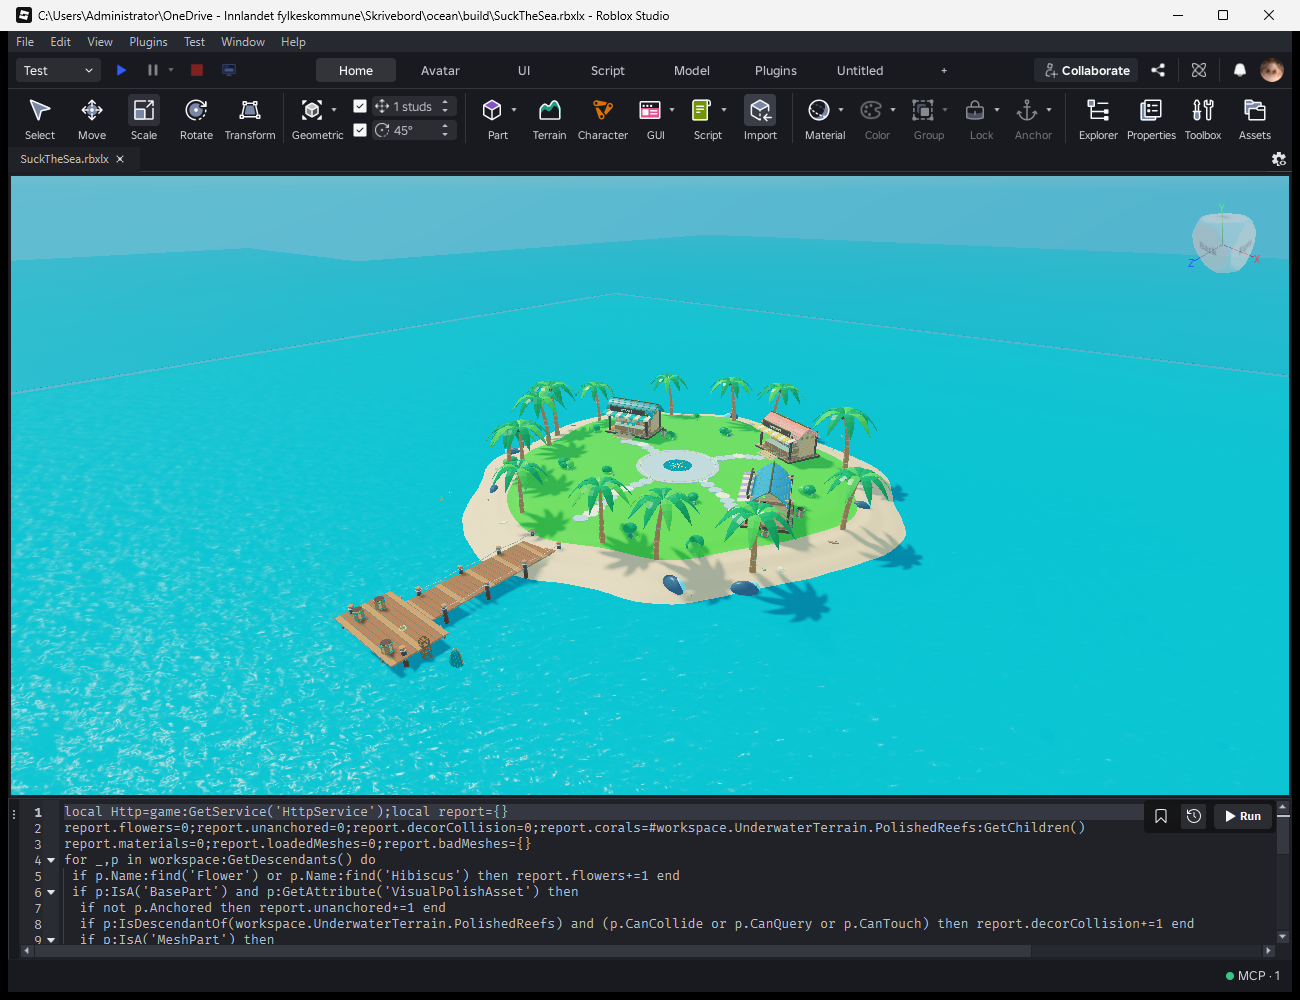 C:\Users\Administrator\OneDrive - Innlandet fylkeskommune\Skrivebord\ocean\build\SuckTheSea.rbxlx - Roblox Studio
File Edit View Plugins Test Window Help
Test Home Avatar UI Script Model Plugins Untitled + Collaborate
1 studs
45°
Select Move Scale Rotate Transform Geometric Part Terrain Character GUI Script Import Material Color Group Lock Anchor Explorer Properties Toolbox Assets
SuckTheSea.rbxlx
Y
Z
X
Run
1 local Http=game:GetService('HttpService');local report={}
2 report.flowers=0;report.unanchored=0;report.decorCollision=0;report.corals=#workspace.UnderwaterTerrain.PolishedReefs:GetChildren()
3 report.materials=0;report.loadedMeshes=0;report.badMeshes={}
4 for _,p in workspace:GetDescendants() do
5 if p.Name:find('Flower') or p.Name:find('Hibiscus') then report.flowers+=1 end
6 if p:IsA('BasePart') and p:GetAttribute('VisualPolishAsset') then
7 if not p.Anchored then report.unanchored+=1 end
8 if p:IsDescendantOf(workspace.UnderwaterTerrain.PolishedReefs) and (p.CanCollide or p.CanQuery or p.CanTouch) then report.decorCollision+=1 end
9 if p:IsA('MeshPart') then
MCP · 1